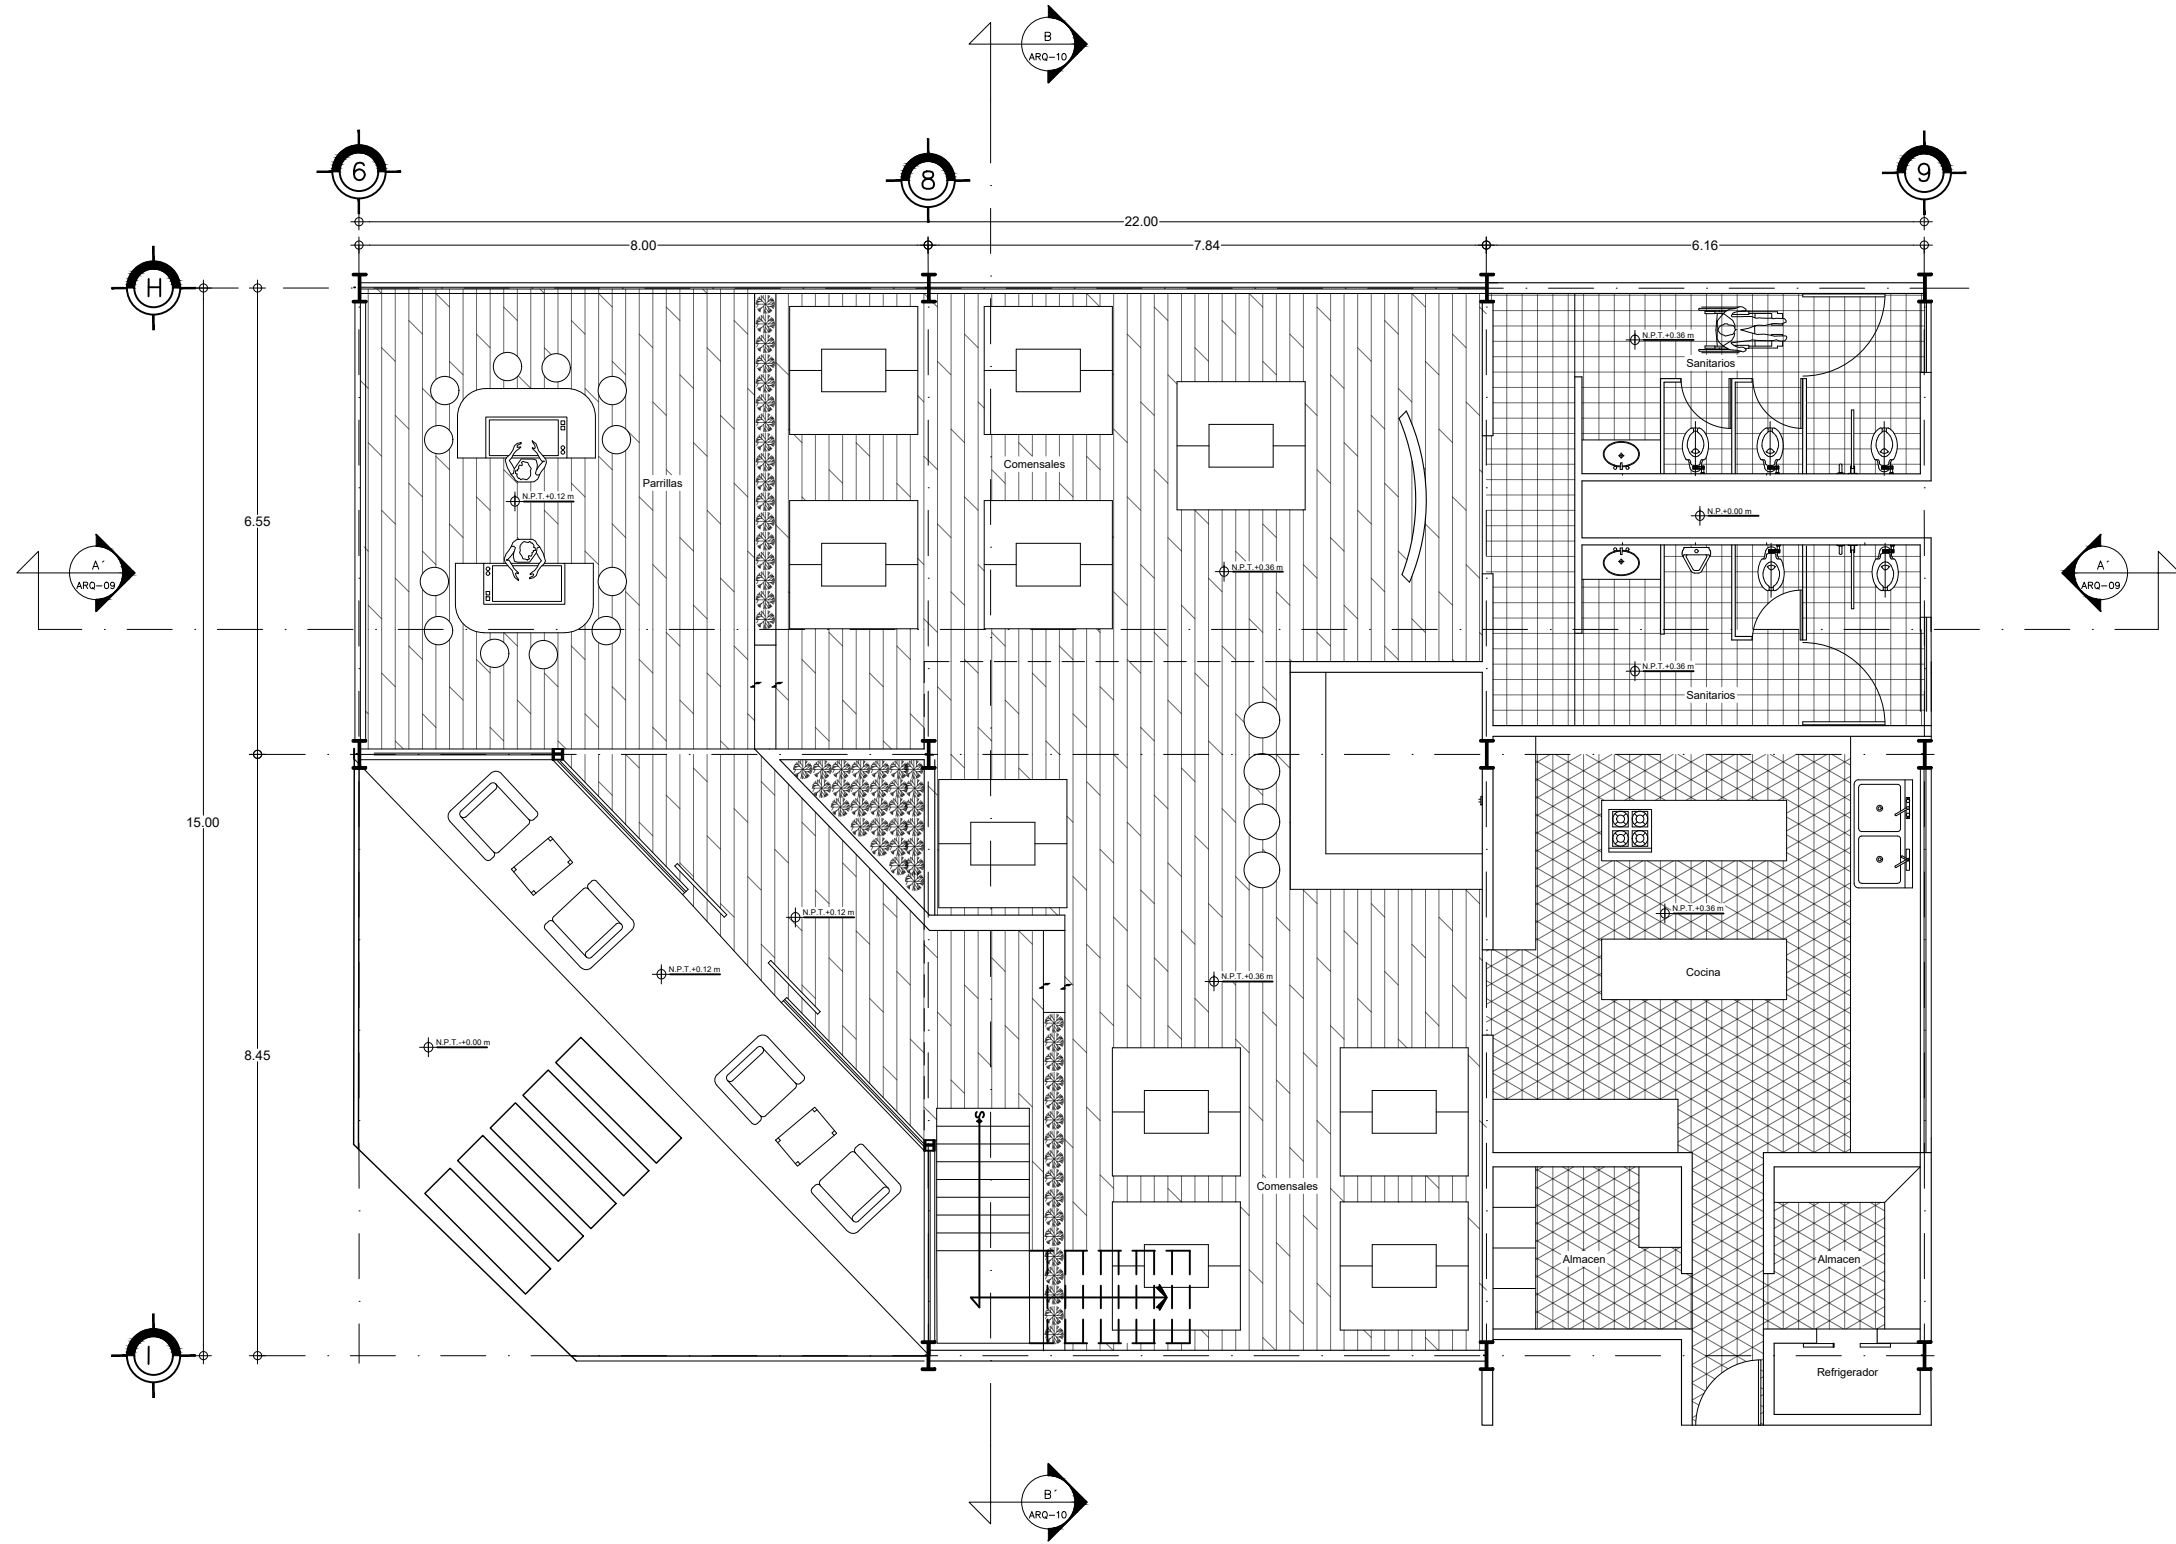 B
ARQ-10
6
8
9
22.00
8.00
7.84
6.16
H
N.P.T.+0.36 m
Sanitarios
Comensales
Parrillas
N.P.T.+0.12 m
N.P.+0.00 m
6.55
A´
ARQ-09
N.P.T.+0.36 m
A´
ARQ-09
N.P.T.+0.36 m
Sanitarios
15.00
N.P.T.+0.12 m
N.P.T.+0.36 m
N.P.T.+0.12 m
Cocina
N.P.T.+0.36 m
N.P.T.-+0.00 m
8.45
S
Comensales
Almacen
Almacen
I
Refrigerador
B´
ARQ-10